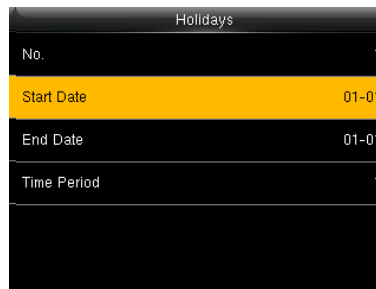 Holidays
No.
Start Date 01-0
End Date 01-0
Time Period